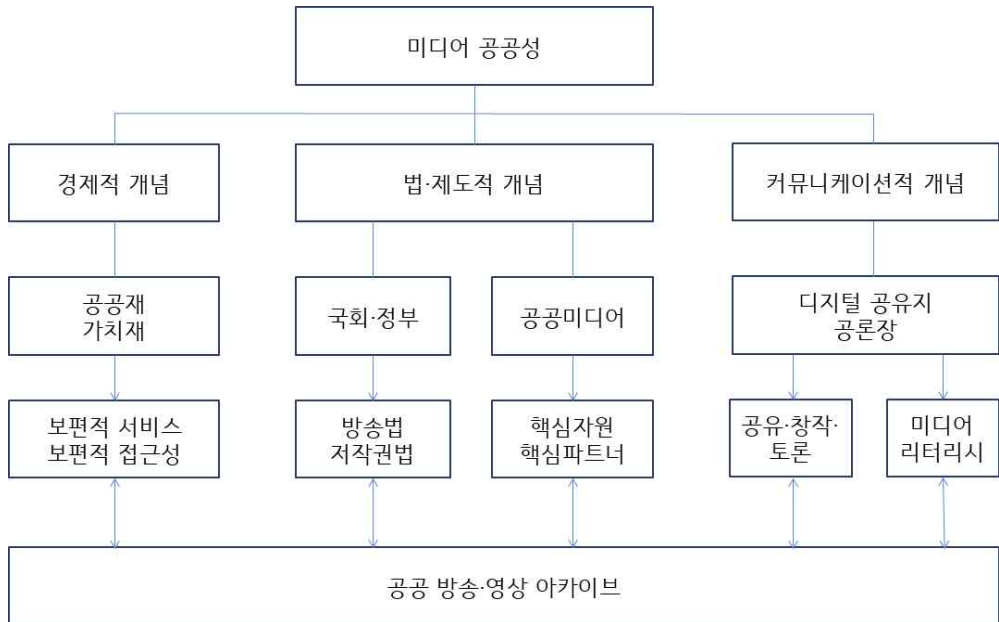 미디어 공공성
경제적 개념
법·제도적 개념
커뮤니케이션적 개념
공공재
가치재
국회·정부
공공미디어
디지털 공유지
공론장
보편적 서비스
보편적 접근성
방송법
저작권법
핵심자원
핵심파트너
공유·창작·
토론
미디어
리터리시
공공 방송·영상 아카이브